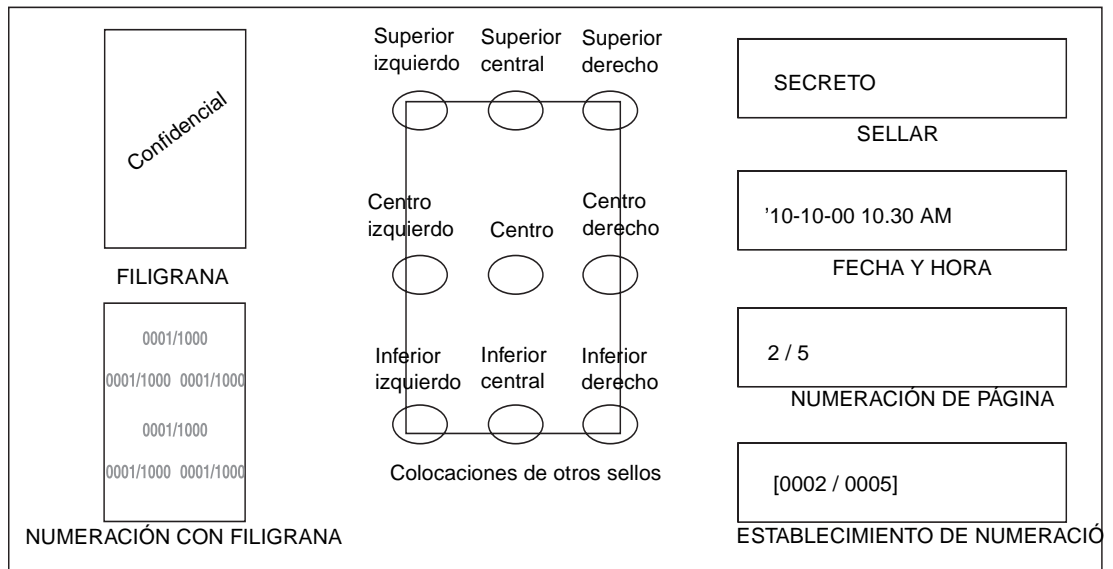 Confidencial
FILIGRANA
0001/1000
0001/1000 0001/1000
0001/1000
0001/1000 0001/1000
NUMERACIÓN CON FILIGRANA
Superior izquierdo
Superior central
Superior derecho
Centro izquierdo
Centro
Centro derecho
Inferior izquierdo
Inferior central
Inferior derecho
Colocaciones de otros sellos
SECRETO
SELLAR
'10-10-00 10.30 AM
FECHA Y HORA
2 / 5
NUMERACIÓN DE PÁGINA
[0002 / 0005]
ESTABLECIMIENTO DE NUMERACIÓ